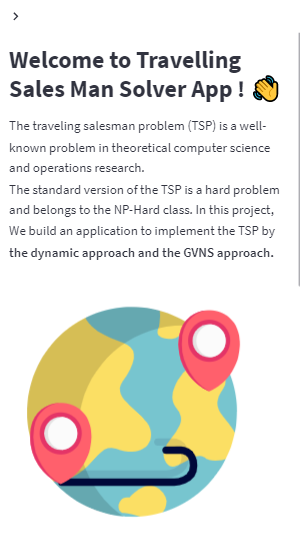 Welcome to Travelling
Sales Man Solver App ! 👋
The traveling salesman problem (TSP) is a well-
known problem in theoretical computer science
and operations research.
The standard version of the TSP is a hard problem
and belongs to the NP-Hard class. In this project,
We build an application to implement the TSP by
the dynamic approach and the GVNS approach.